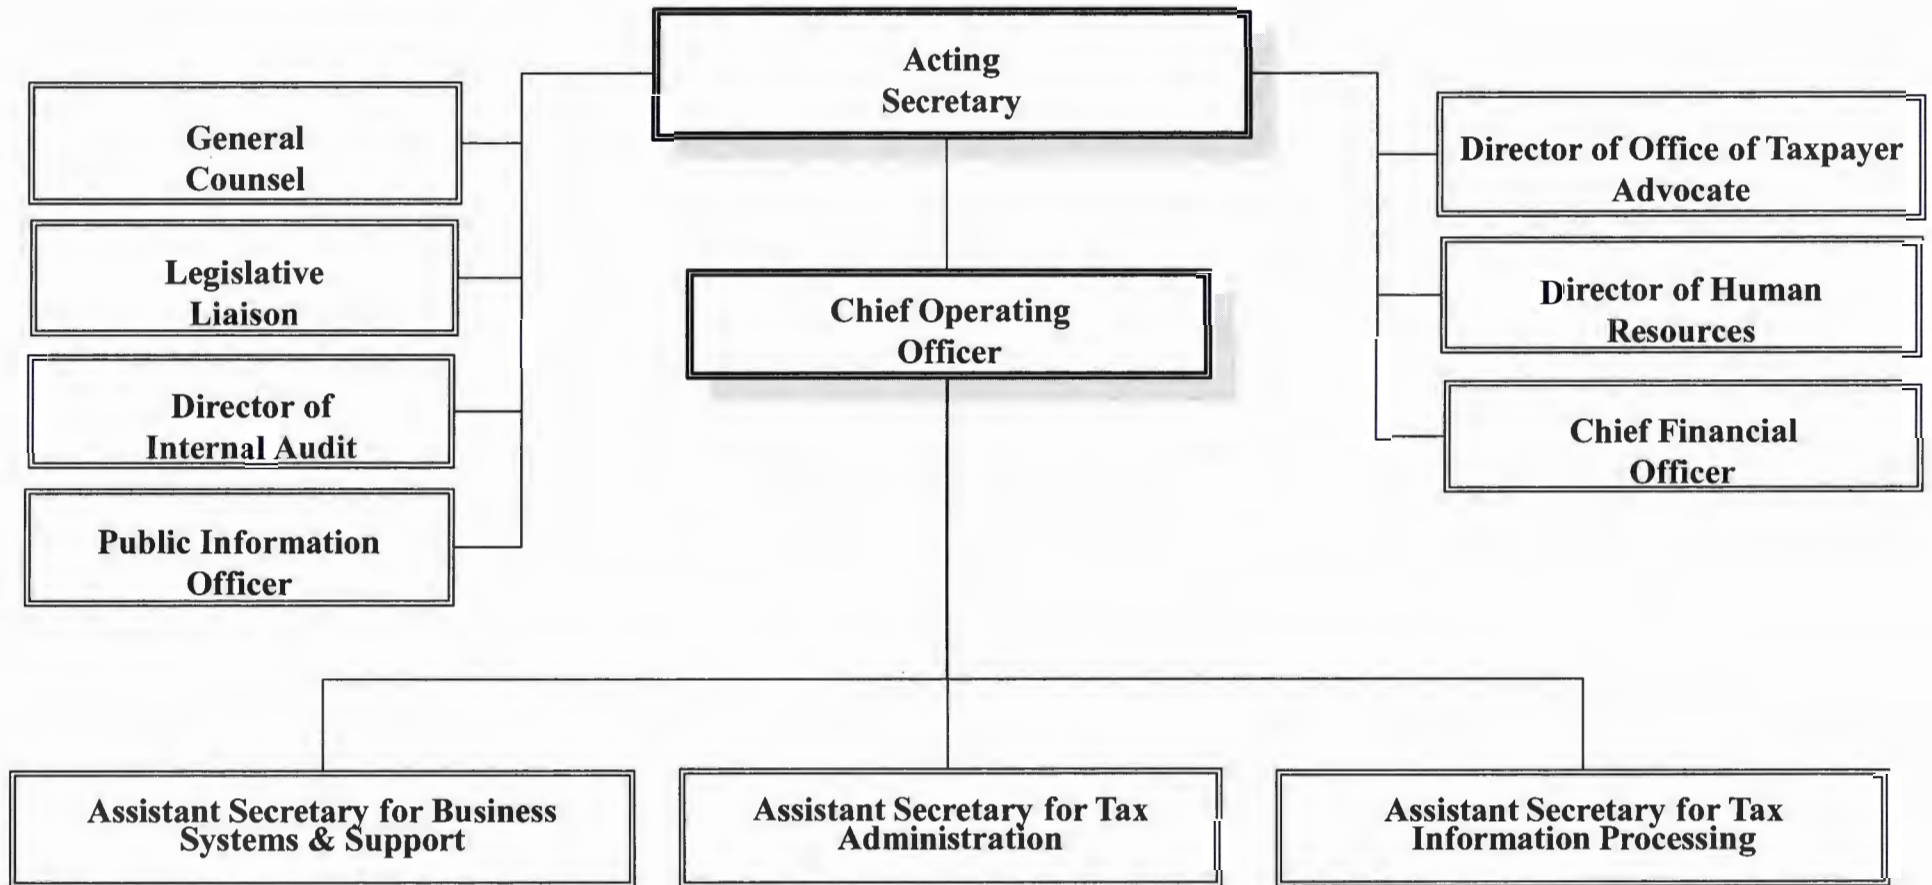 Acting
Secretary
General
Counsel
Legislative
Liaison
Director of
Internal Audit
Public Information
Officer
Chief Operating
Officer
Director of Office of Taxpayer
Advocate
Director of Human
Resources
Chief Financial
Officer
Assistant Secretary for Business
Systems & Support
Assistant Secretary for Tax
Administration
Assistant Secretary for Tax
Information Processing